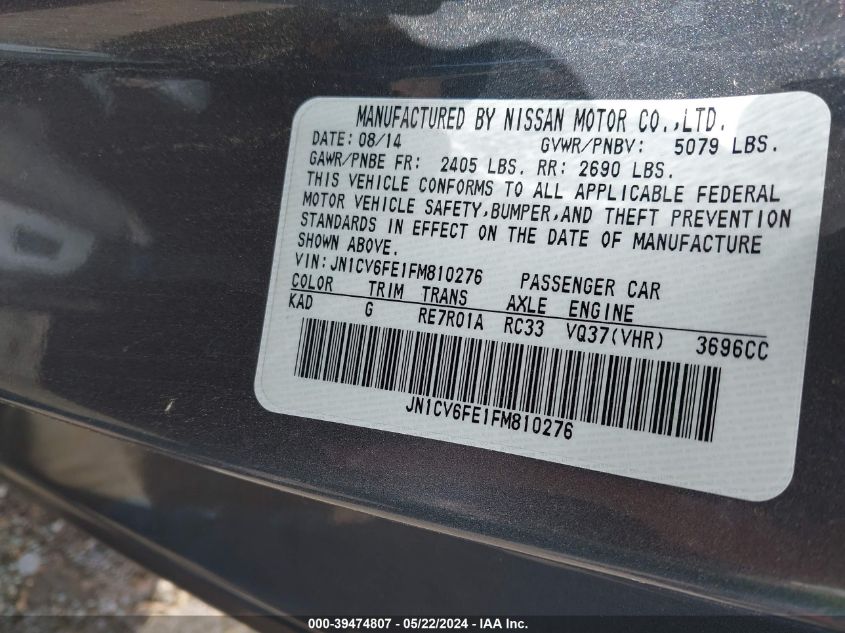 MANUFACTURED BY NISSAN MOTOR CO.,LTD.
DATE: 08/14 GVWR/PNBV: 5079 LBS.
GAWR/PNBE FR: 2405 LBS. RR: 2690 LBS.
THIS VEHICLE CONFORMS TO ALL APPLICABLE FEDERAL
MOTOR VEHICLE SAFETY,BUMPER,AND THEFT PREVENTION
STANDARDS IN EFFECT ON THE DATE OF MANUFACTURE
SHOWN ABOVE.
VIN:JN1CV6FE1FM810276 PASSENGER CAR
COLOR TRIM TRANS AXLE ENGINE
KAD G RE7R01A RC33 VQ37(VHR) 3696CC
JN1CV6FE1FM810276
000-39474807 - 05/22/2024 - IAA Inc.